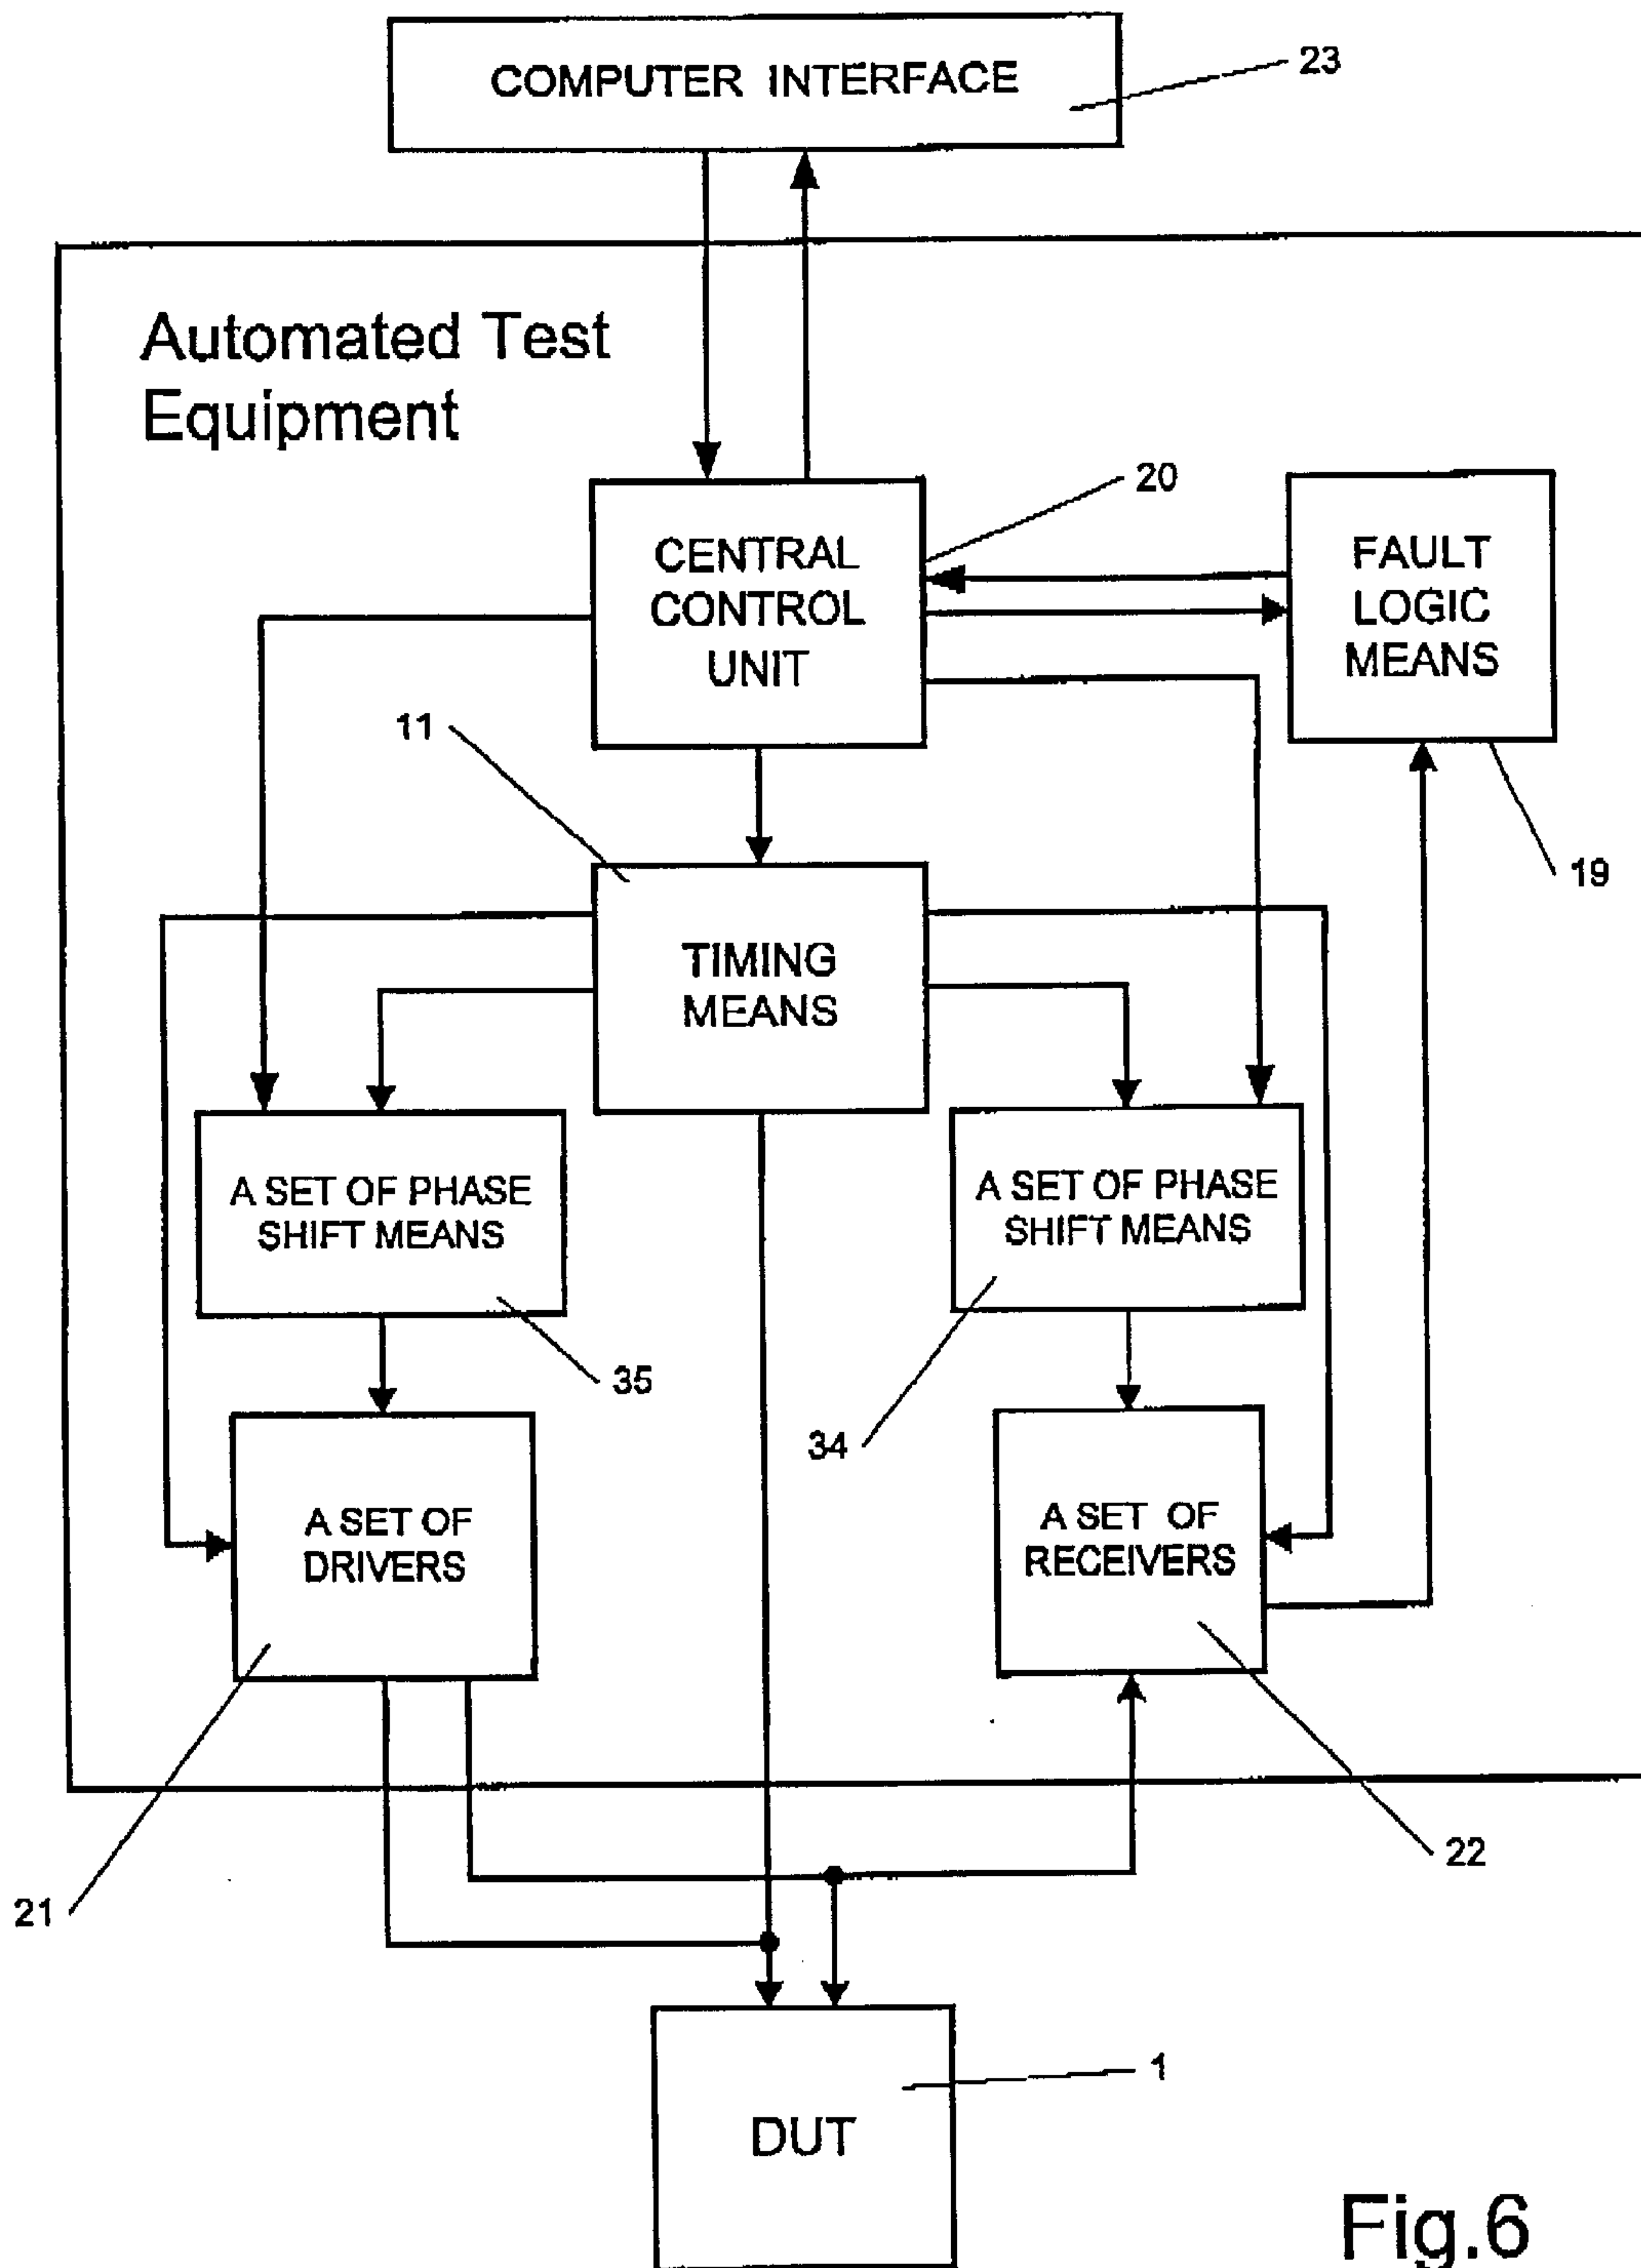 COMPUTER INTERFACE
23
Automated Test
Equipment
20
CENTRAL
CONTROL
UNIT
FAULT
LOGIC
MEANS
11
19
TIMING
MEANS
A SET OF PHASE
SHIFT MEANS
A SET OF PHASE
SHIFT MEANS
35
34
A SET OF
DRIVERS
A SET OF
RECEIVERS
22
21
1
DUT
Fig.6